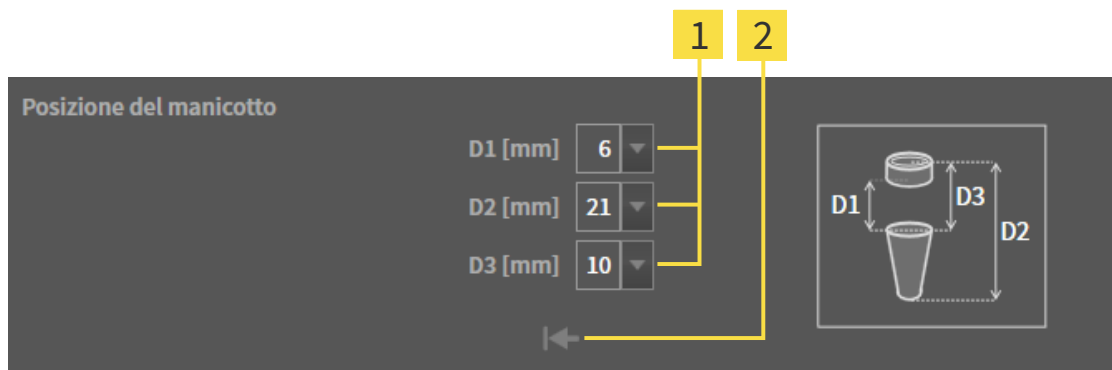 1 2
Posizione del manicotto
D1 [mm] 6
D2 [mm] 21
D3 [mm] 10
D1 D3
D2